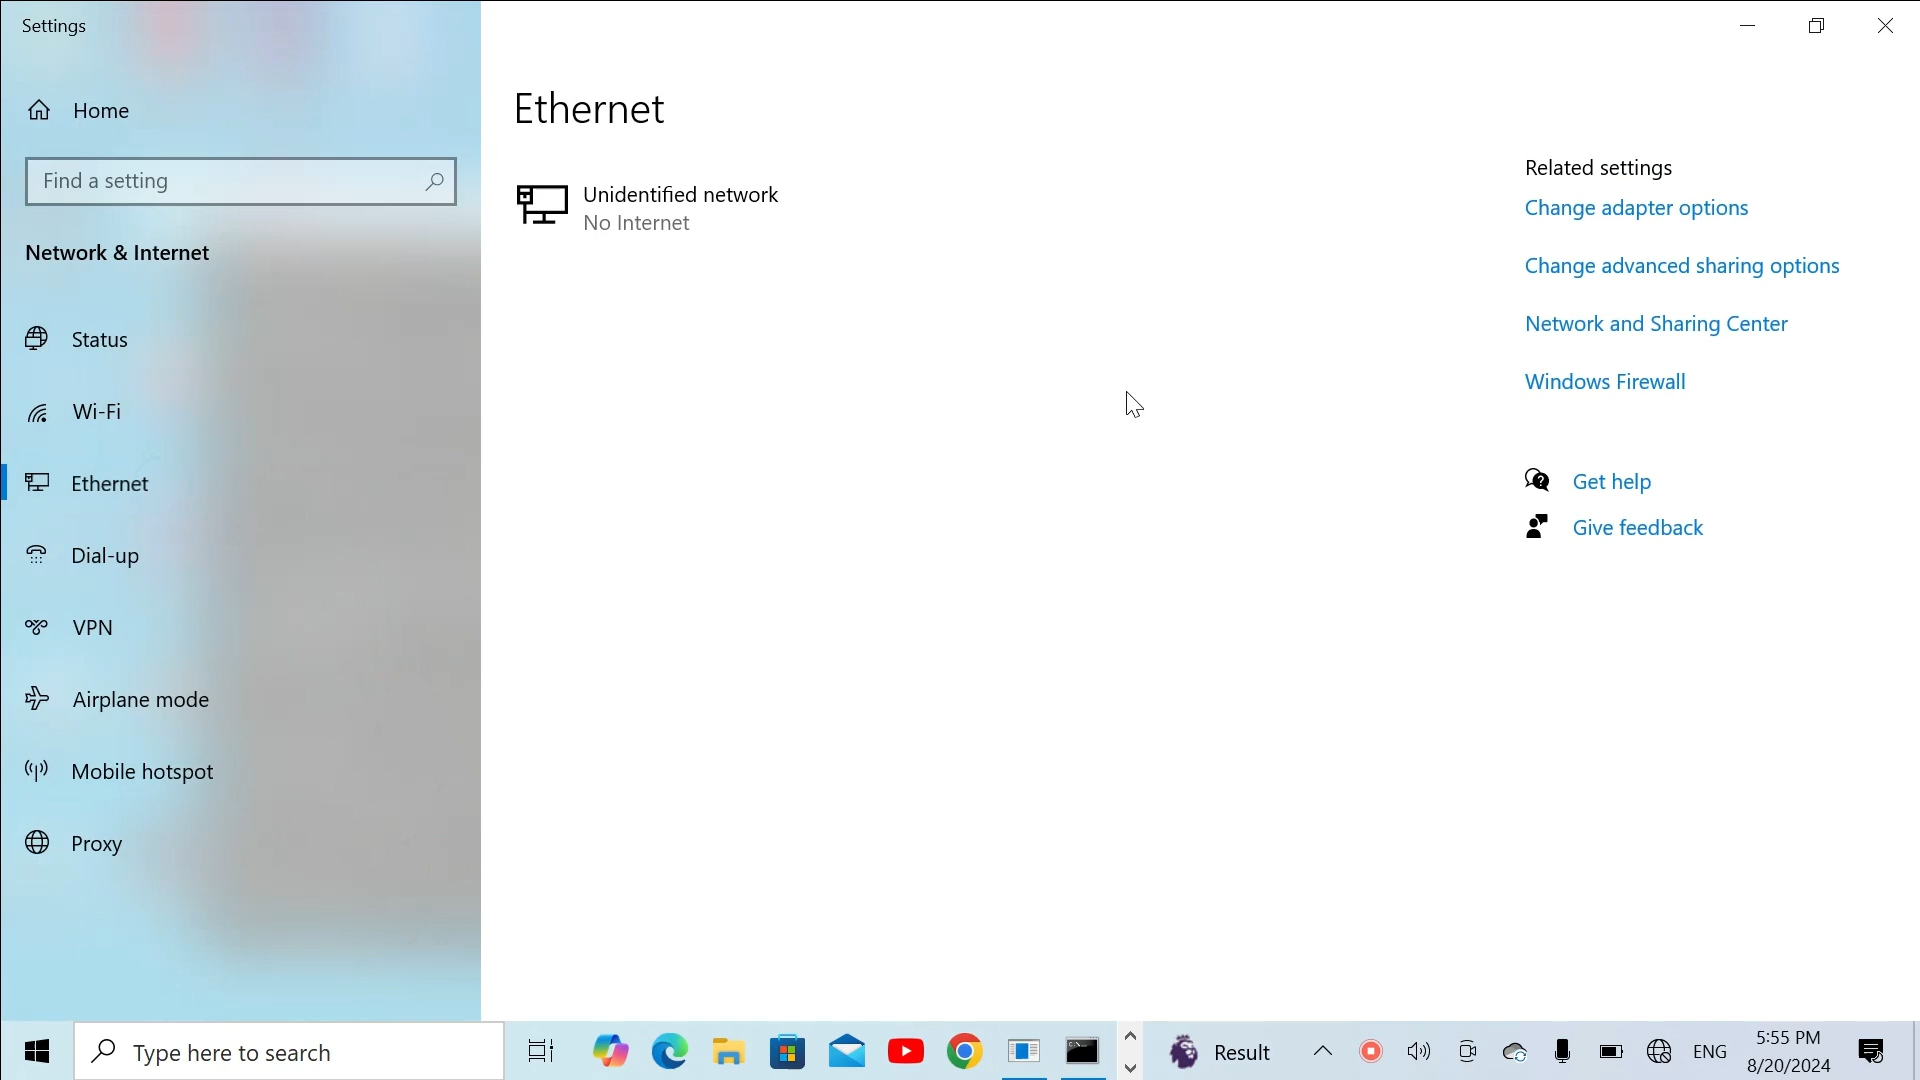 Settings
Home
Find a setting
Network & Internet
Status
Wi-Fi
Ethernet
Dial-up
VPN
Airplane mode
Mobile hotspot
Proxy
Ethernet
Unidentified network
No Internet
Related settings
Change adapter options
Change advanced sharing options
Network and Sharing Center
Windows Firewall
Get help
Give feedback
Type here to search
Result
ENG
5:55 PM
8/20/2024